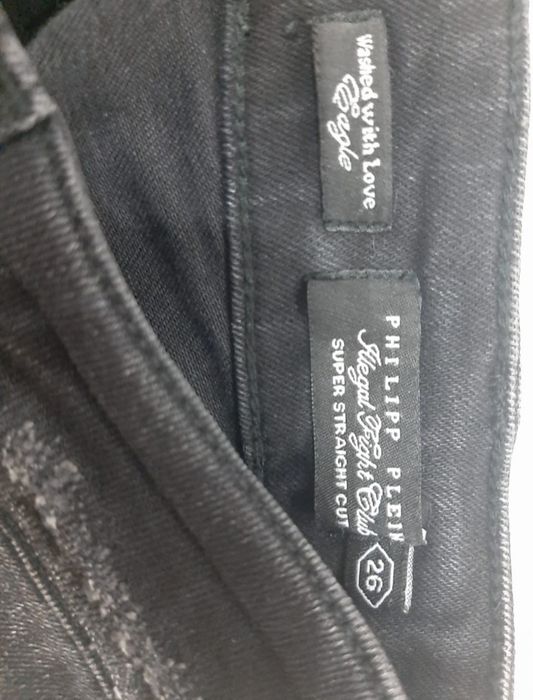 Washed with Love
Eagle
PHILIPP PLEIN
Illegal Fight Club
SUPER STRAIGHT CUT
26